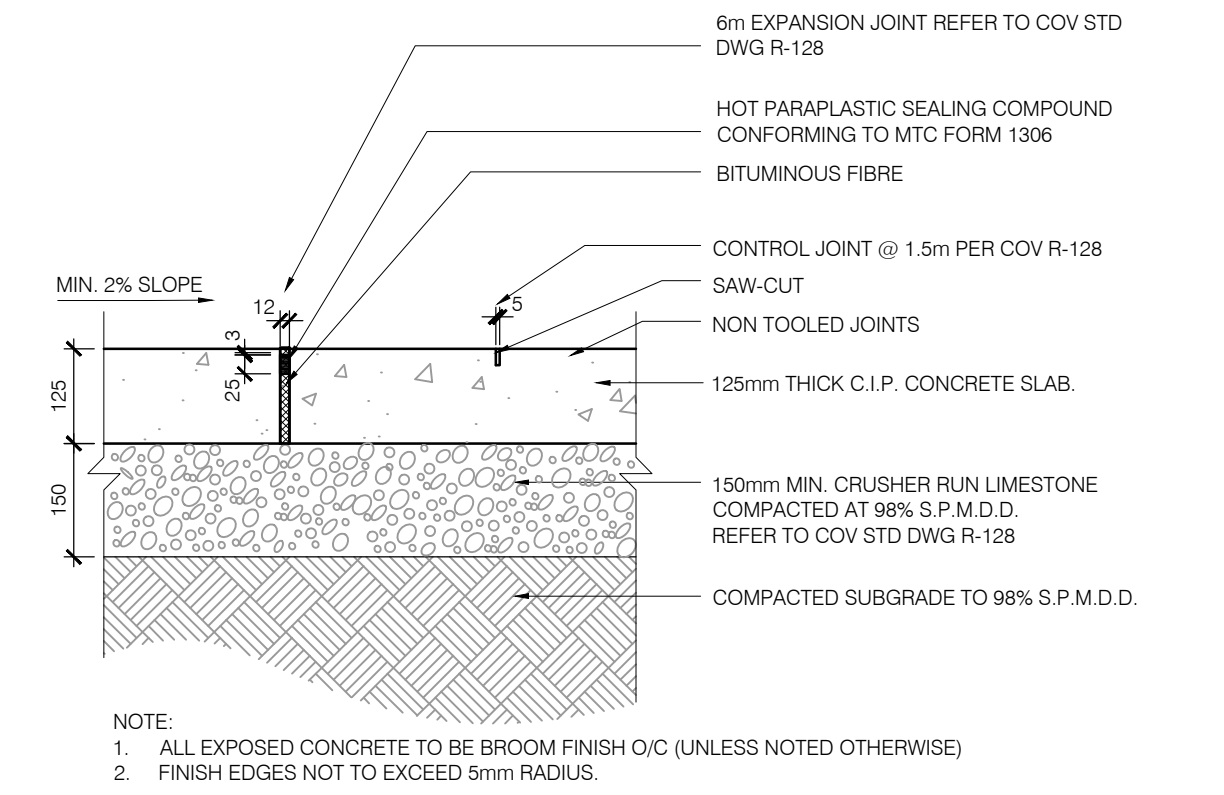 6m EXPANSION JOINT REFER TO COV STD
DWG R-128
HOT PARAPLASTIC SEALING COMPOUND
CONFORMING TO MTC FORM 1306
BITUMINOUS FIBRE
CONTROL JOINT @ 1.5m PER COV R-128
MIN. 2% SLOPE
SAW-CUT
12
5
NON TOOLED JOINTS
3
25
125
125mm THICK C.I.P. CONCRETE SLAB.
150
150mm MIN. CRUSHER RUN LIMESTONE
COMPACTED AT 98% S.P.M.D.D.
REFER TO COV STD DWG R-128
COMPACTED SUBGRADE TO 98% S.P.M.D.D.
NOTE:
1. ALL EXPOSED CONCRETE TO BE BROOM FINISH O/C (UNLESS NOTED OTHERWISE)
2. FINISH EDGES NOT TO EXCEED 5mm RADIUS.